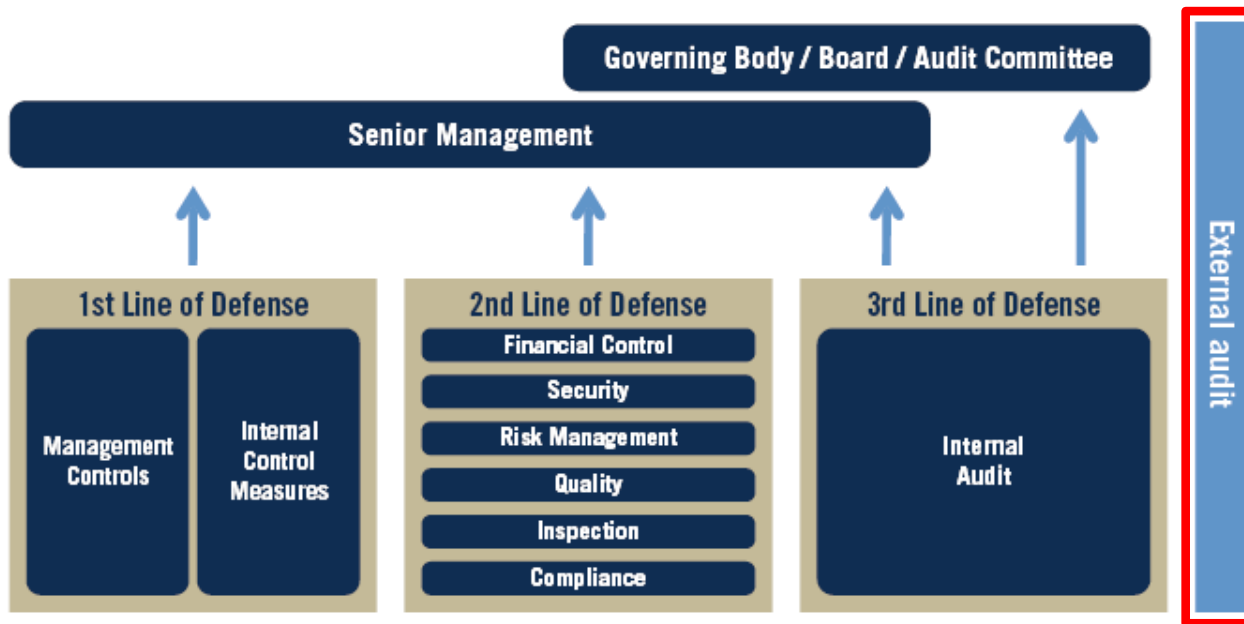 Governing Body / Board / Audit Committee
Senior Management
1st Line of Defense
Management
Controls
Internal
Control
Measures
2nd Line of Defense
Financial Control
Security
Risk Management
Quality
Inspection
Compliance
3rd Line of Defense
Internal
Audit
External audit